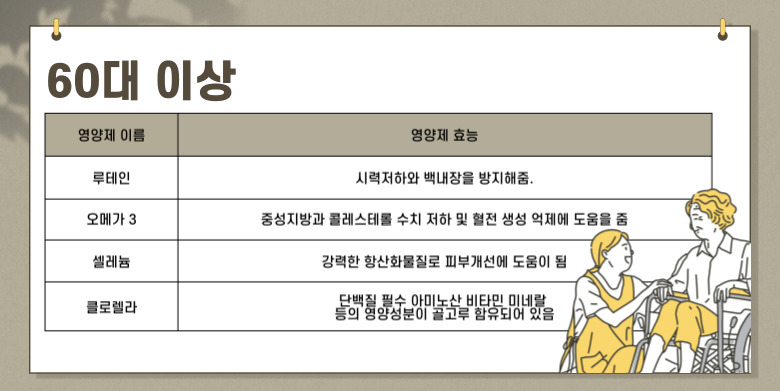 60대 이상
영양제 이름 영양제 효능
루테인 시력저하와 백내장을 방지해줌.
오메가 3 중성지방과 콜레스테롤 수치 저하 및 혈전 생성 억제에 도움을 줌
셀레늄 강력한 항산화물질로 피부개선에 도움이 됨
클로렐라 단백질 필수 아미노산 비타민 미네랄
등의 영양성분이 골고루 함유되어 있음